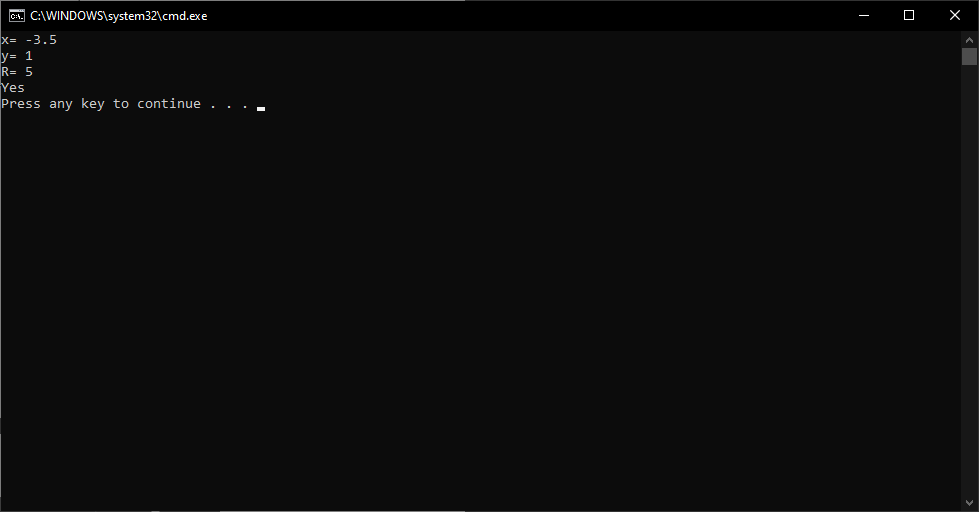 C:\WINDOWS\system32\cmd.exe
x= -3.5
y= 1
R= 5
Yes
Press any key to continue . . .